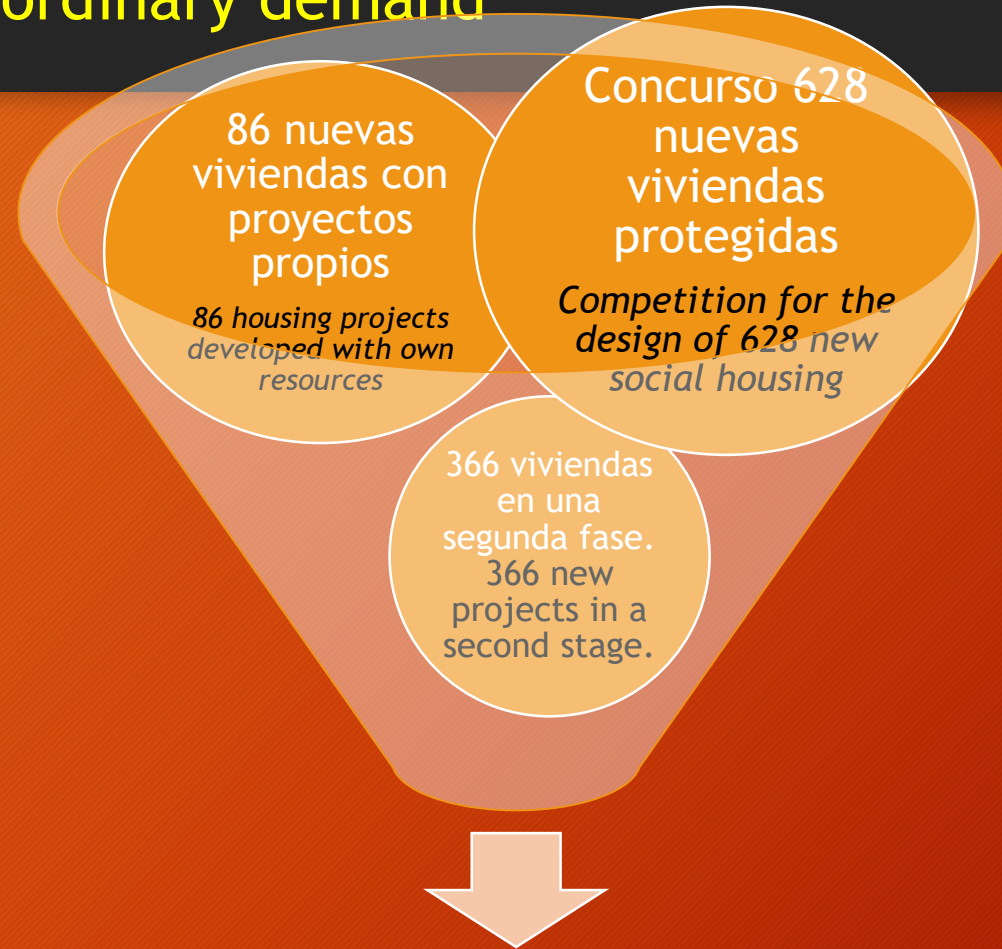 ordinary demand
86 nuevas
viviendas con
proyectos
propios
86 housing projects
developed with own
resources
Concurso 628
nuevas
viviendas
protegidas
Competition for the
design of 628 new
social housing
366 viviendas
en una
segunda fase.
366 new
projects in a
second stage.